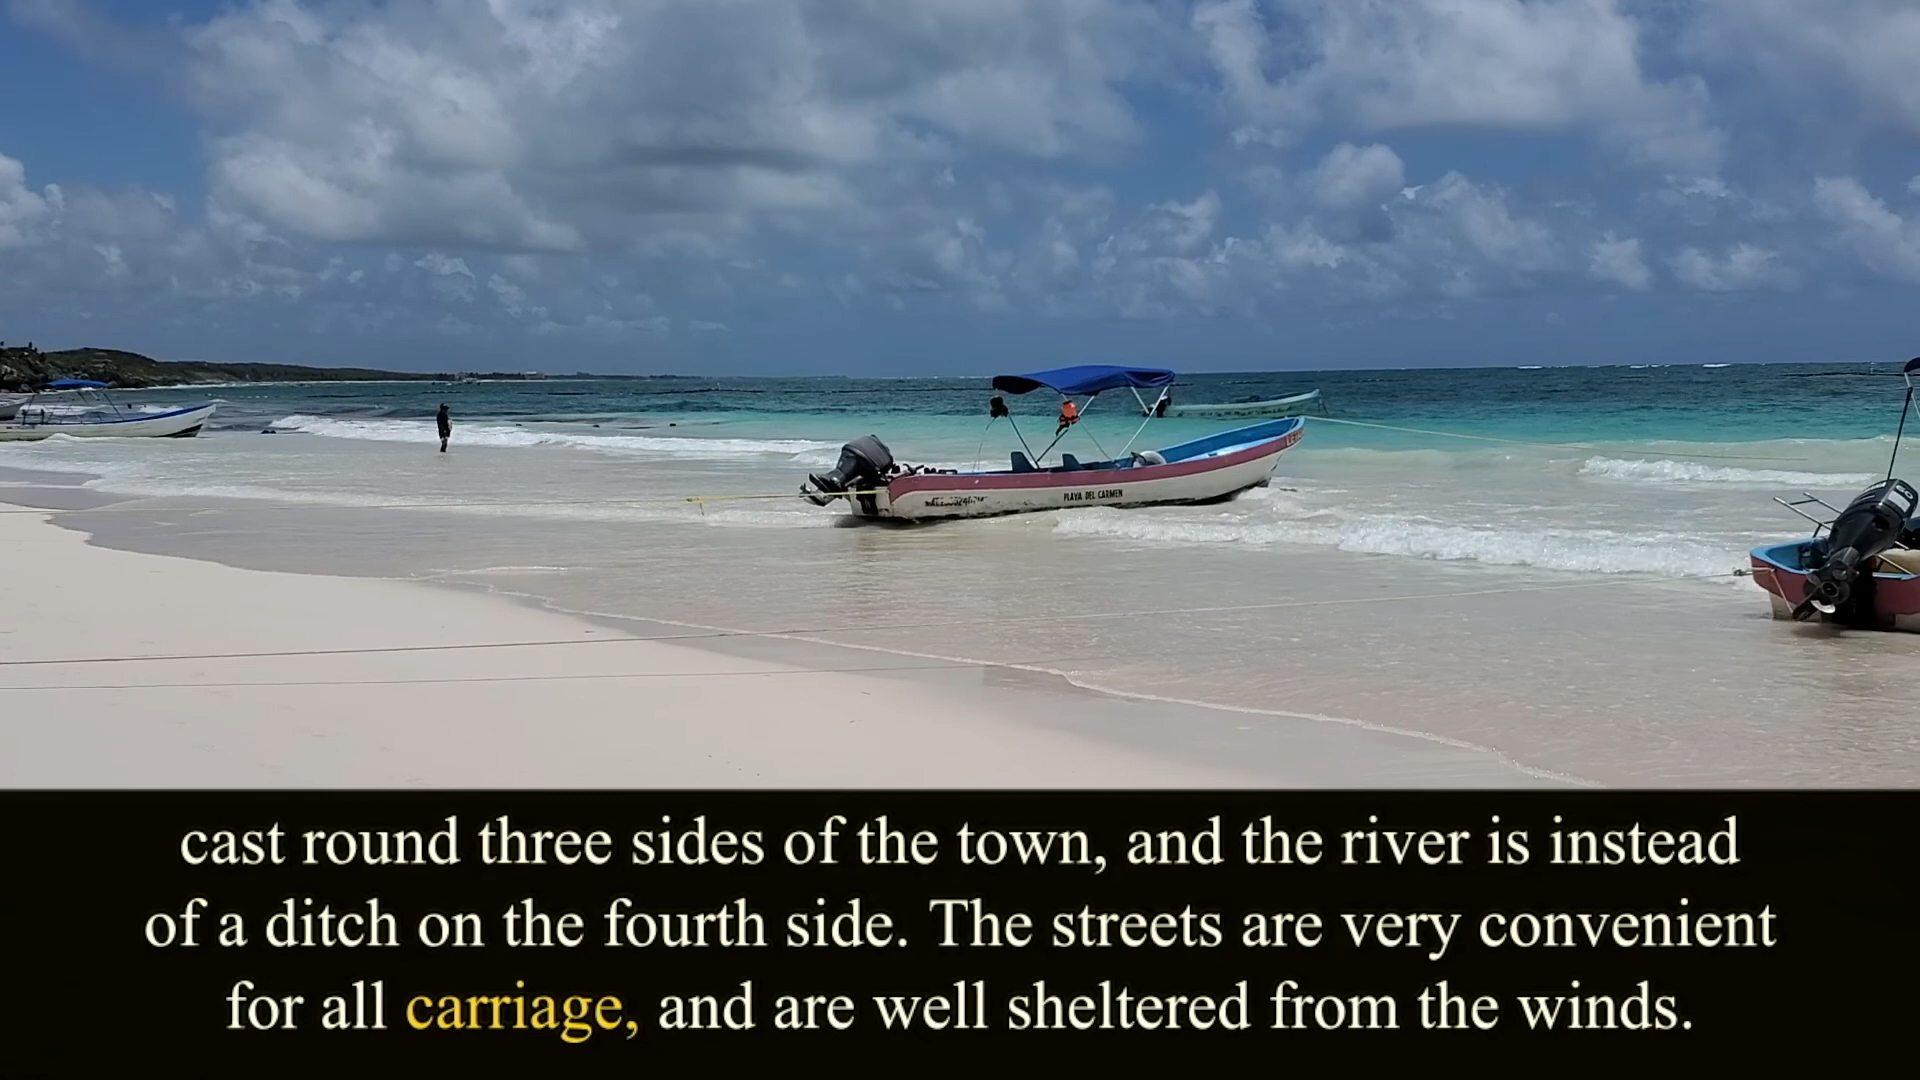 PLAYA DEL CARMEN
cast round three sides of the town, and the river is instead
of a ditch on the fourth side. The streets are very convenient
for all carriage, and are well sheltered from the winds.